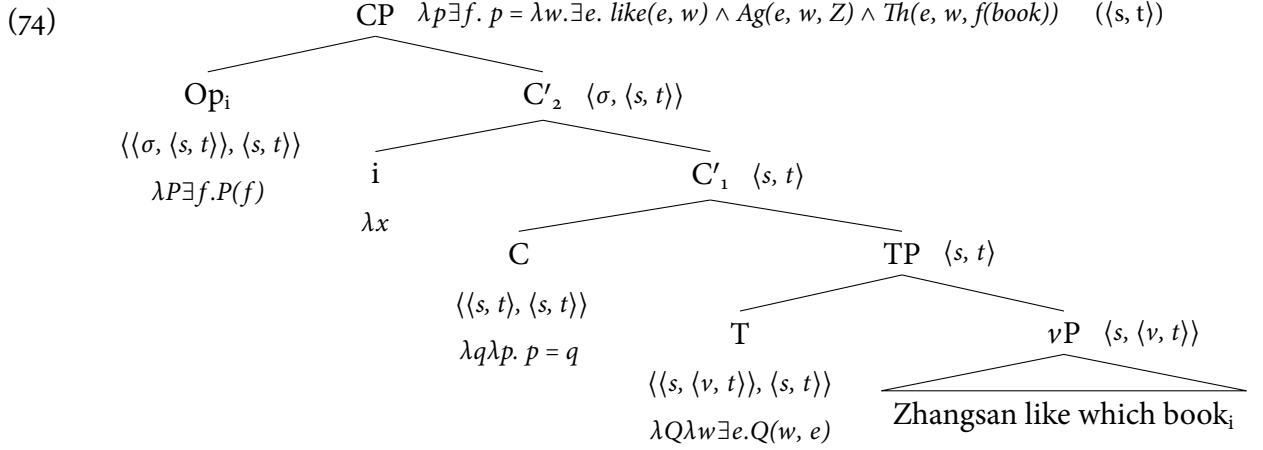 (74)
CP λp∃f. p = λw.∃e. like(e, w) ∧ Ag(e, w, Z) ∧ Th(e, w, f(book)) (⟨s, t⟩)
Opᵢ C′₂ ⟨σ, ⟨s, t⟩⟩
⟨⟨σ, ⟨s, t⟩⟩, ⟨s, t⟩⟩
λP∃f.P(f)
i C′₁ ⟨s, t⟩
λx
C TP ⟨s, t⟩
⟨⟨s, t⟩, ⟨s, t⟩⟩
λqλp. p = q
T vP ⟨s, ⟨v, t⟩⟩
⟨⟨s, ⟨v, t⟩⟩, ⟨s, t⟩⟩
λQλw∃e.Q(w, e)
Zhangsan like which bookᵢ